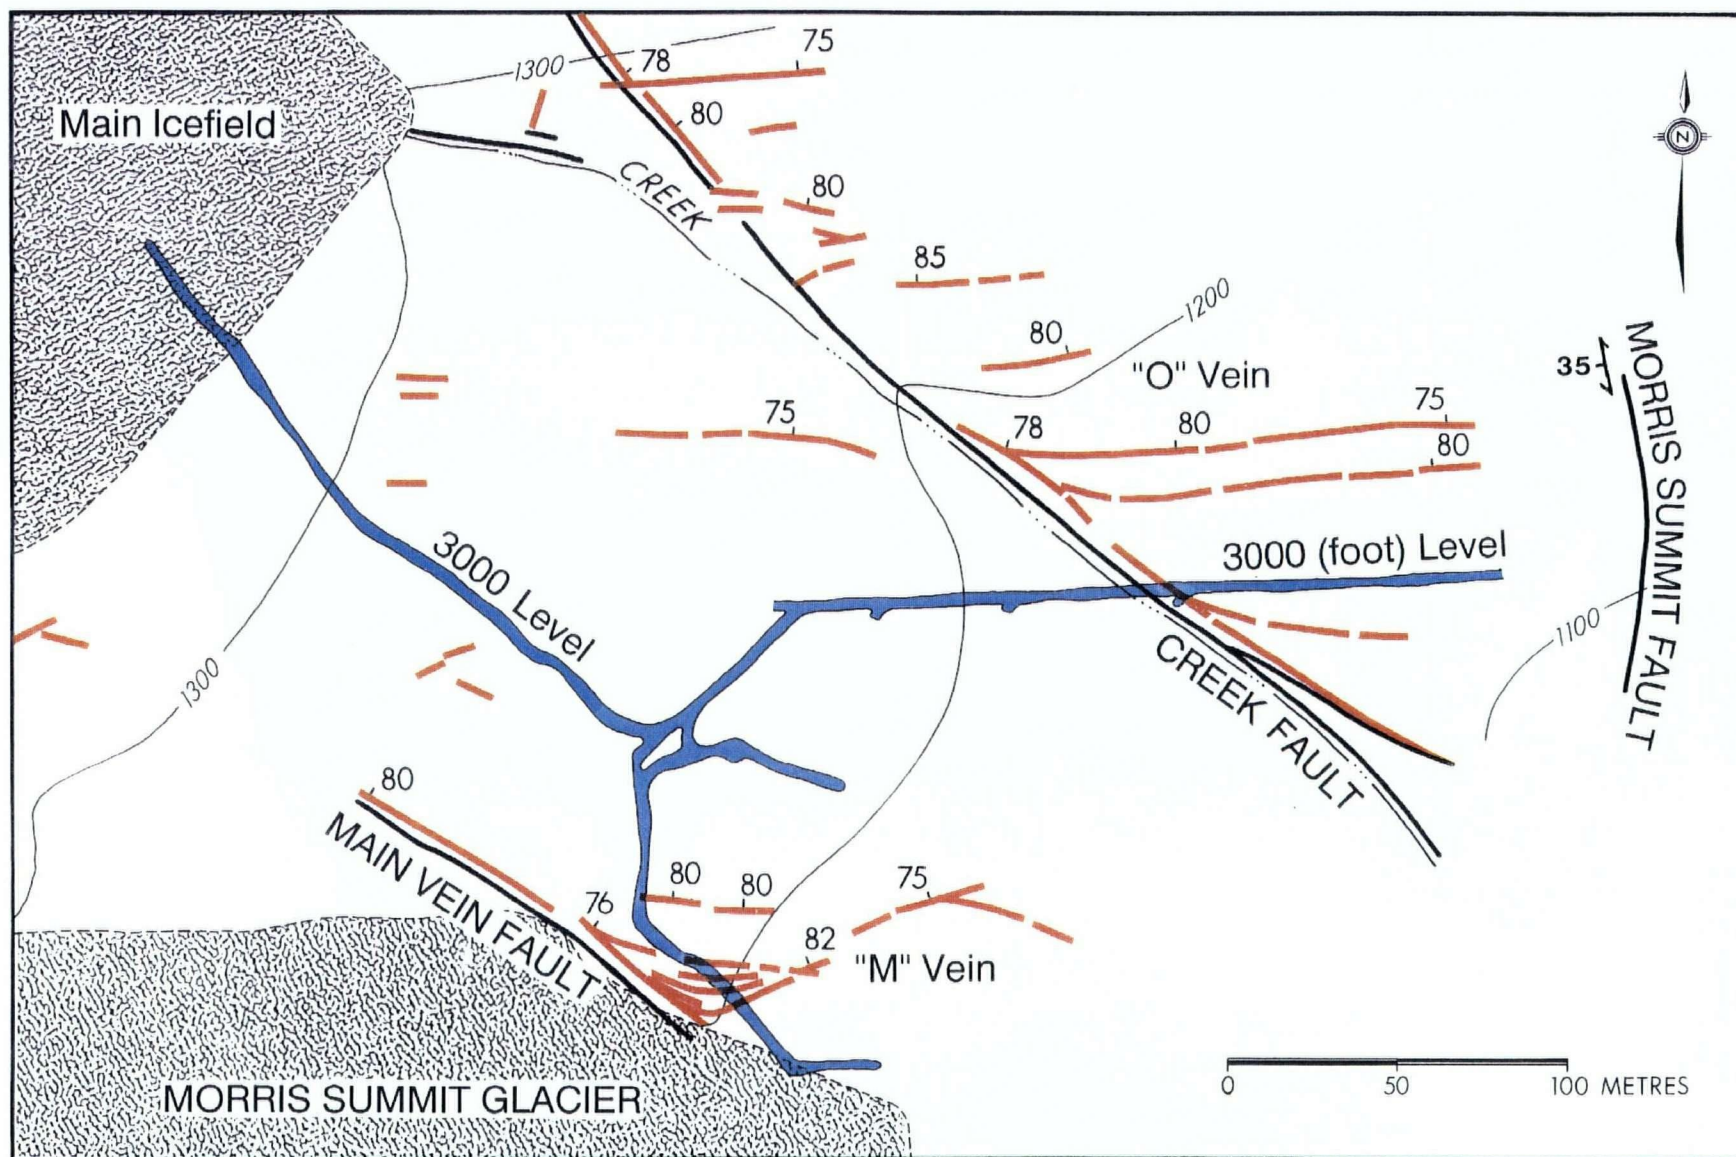 1300
78
75
Main Icefield
80
N
CREEK
80
85
1200
80
"O" Vein
35
MORRIS SUMMIT FAULT
75
78
80
75
80
3000 Level
3000 (foot) Level
1100
1300
CREEK FAULT
80
MAIN VEIN FAULT
76
80
80
75
82
"M" Vein
MORRIS SUMMIT GLACIER
0 50 100 METRES